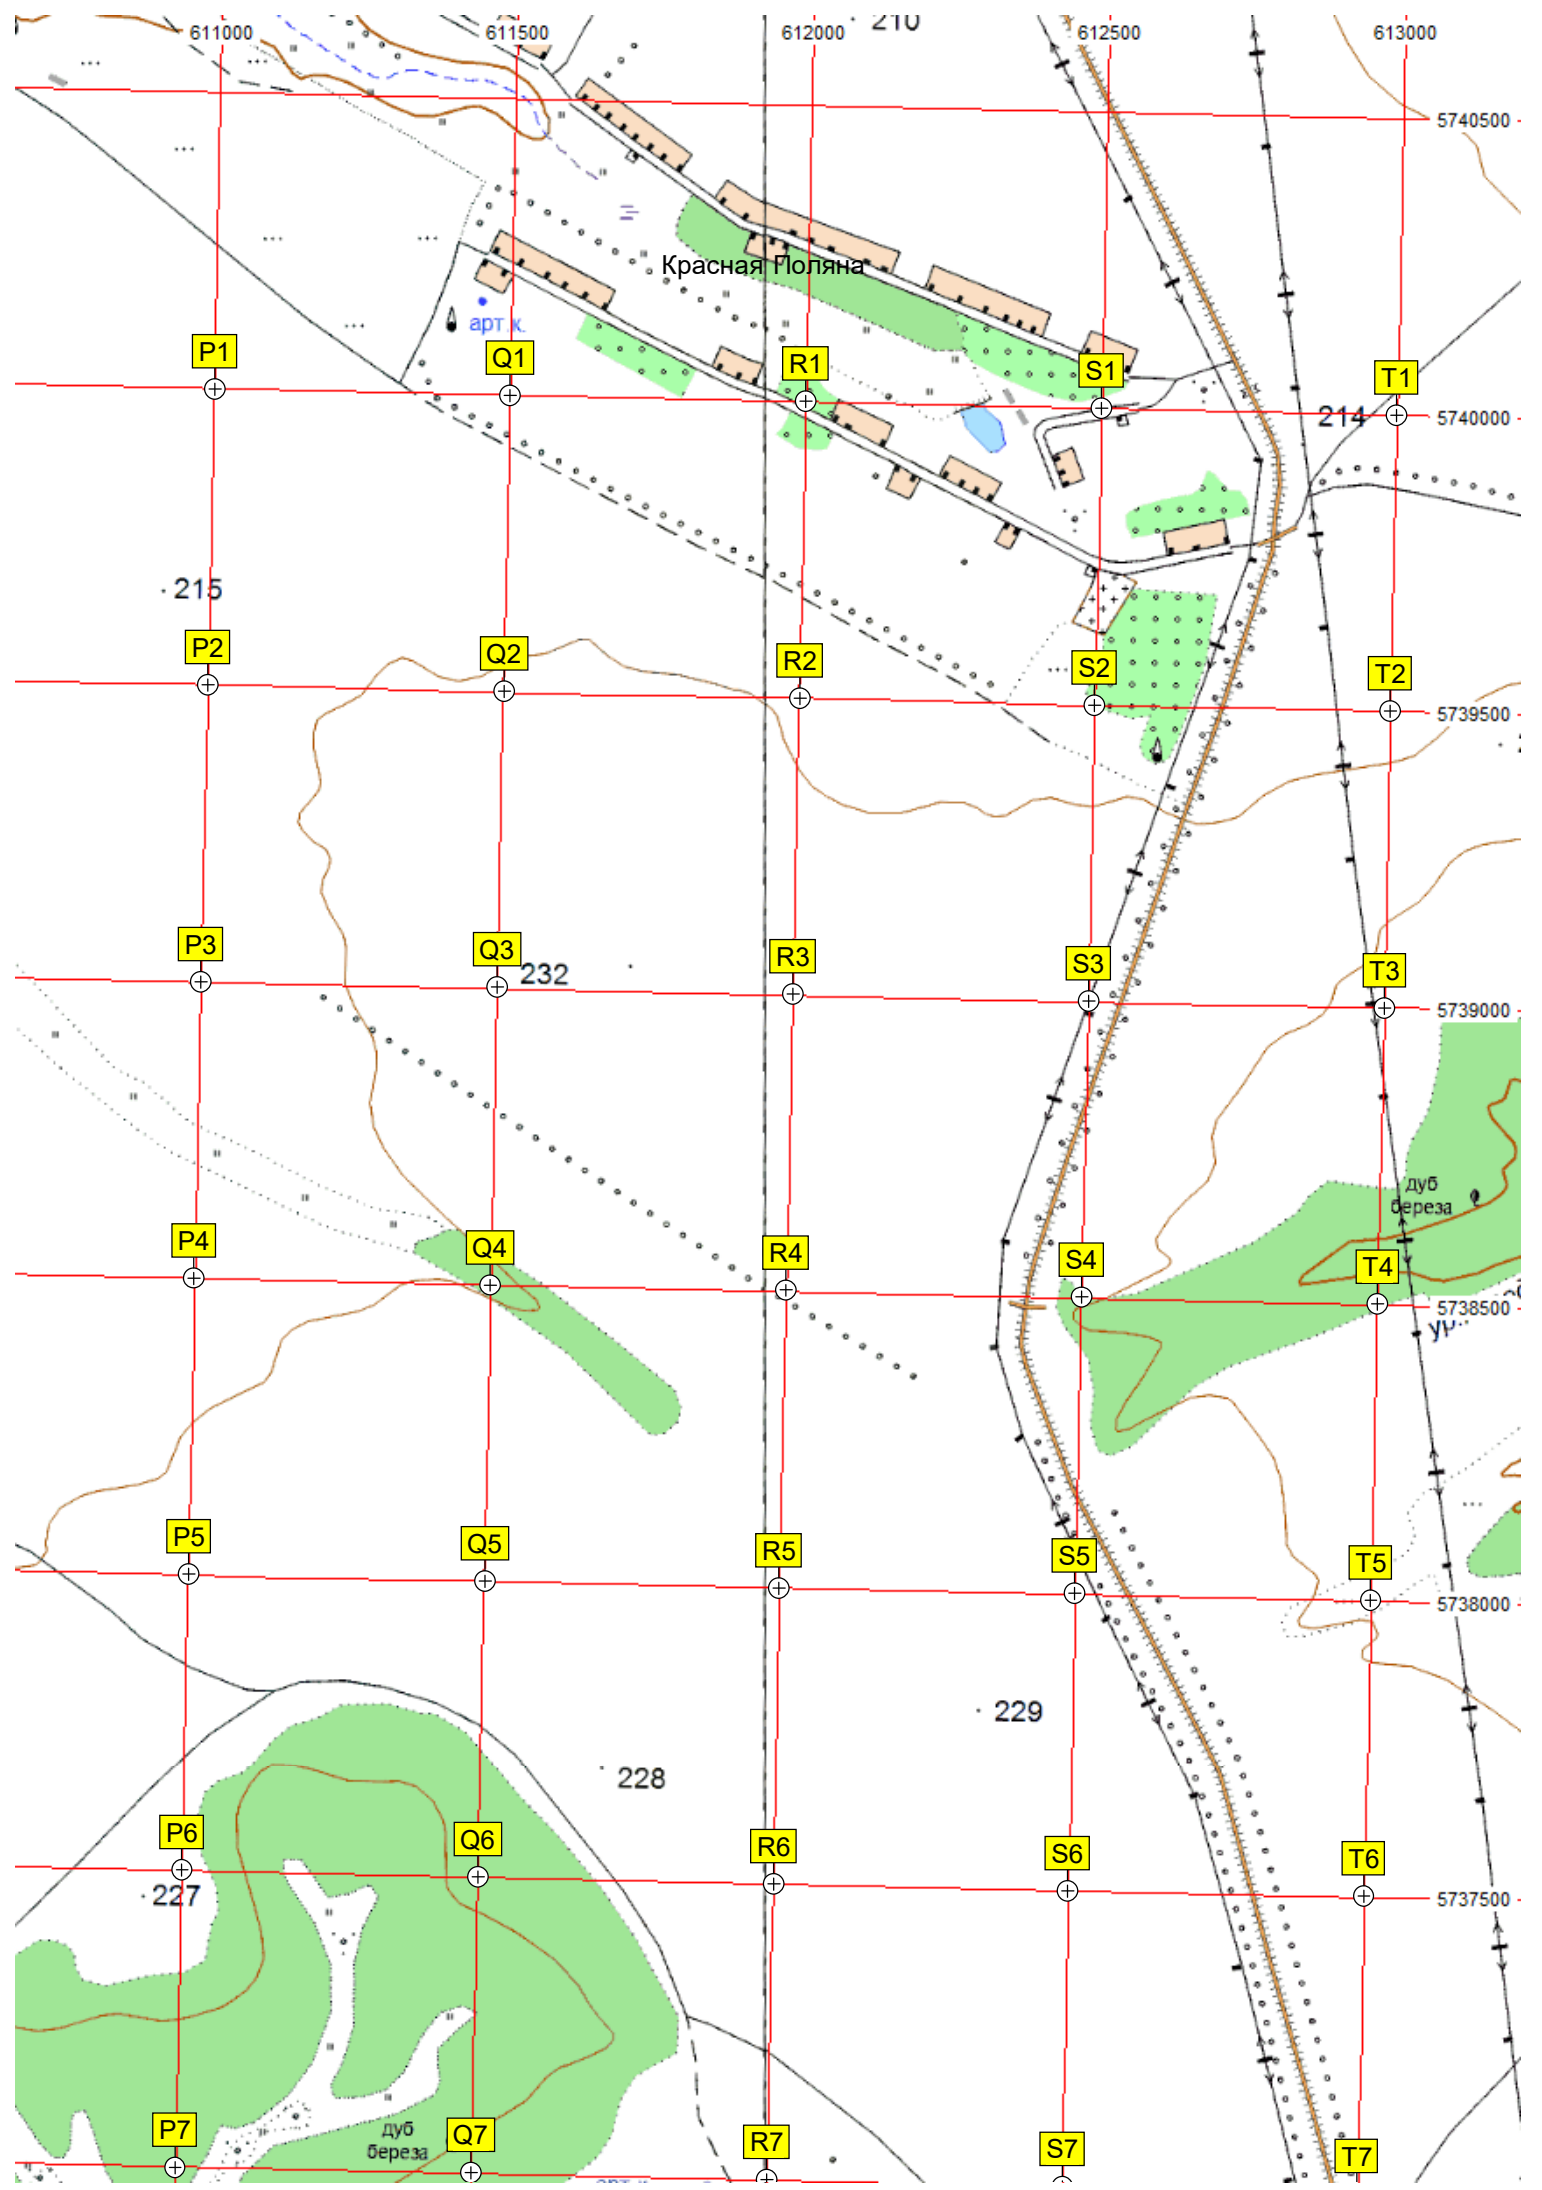 210
611000 611500 612000 612500 613000
5740500
Красная Поляна
арт.к.
P1 Q1 R1 S1 T1
214
5740000
215
P2 Q2 R2 S2 T2
5739500
P3 Q3 R3 S3 T3
232
5739000
дуб
береза
P4 Q4 R4 S4 T4
5738500
ур.
P5 Q5 R5 S5 T5
5738000
229
228
P6 Q6 R6 S6 T6
227
5737500
дуб
береза
P7 Q7 R7 S7 T7